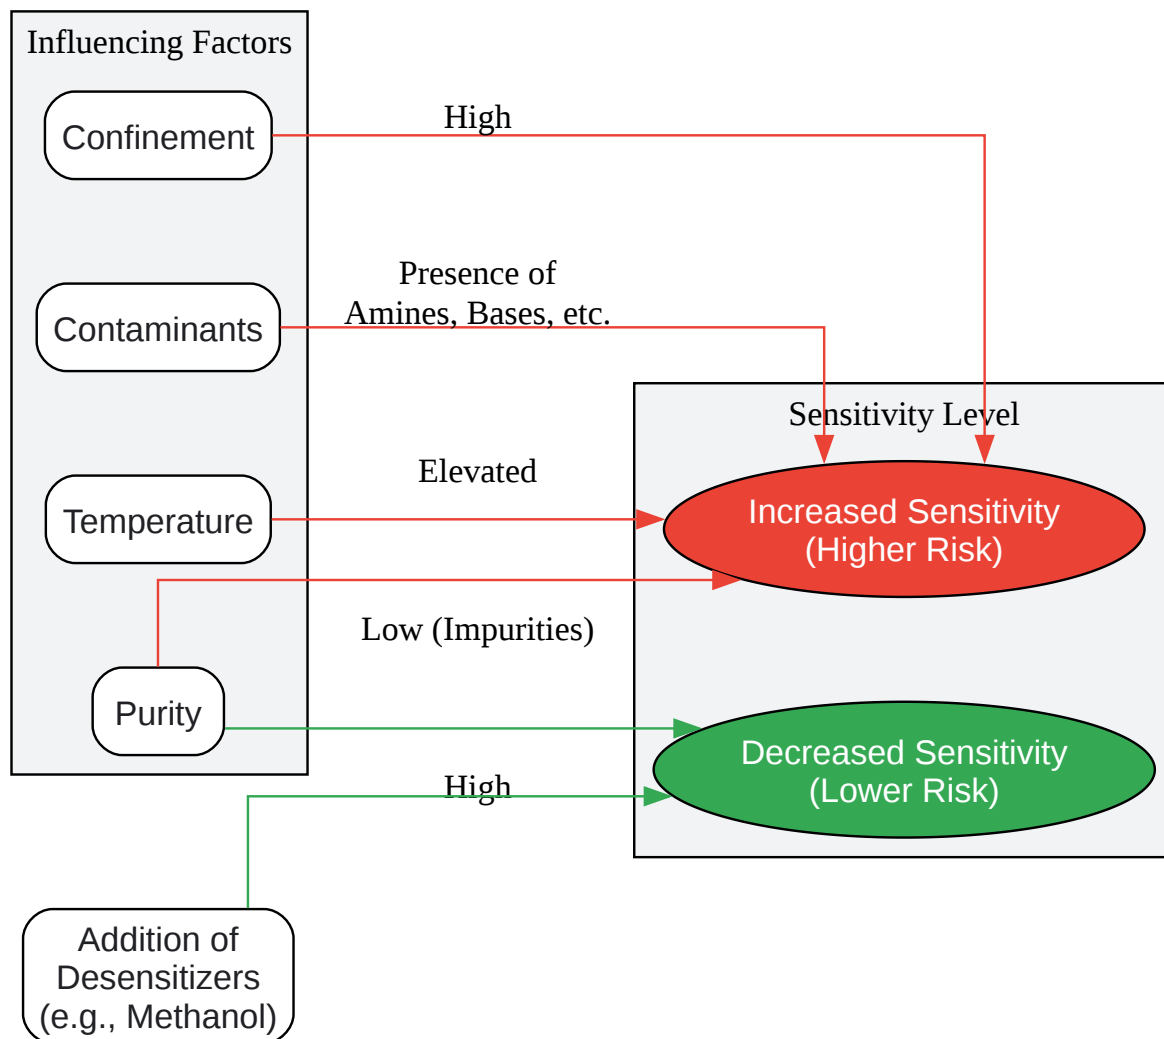 Influencing Factors
Confinement
High
Contaminants
Presence of
Amines, Bases, etc.
Sensitivity Level
Temperature
Elevated
Increased Sensitivity
(Higher Risk)
Low (Impurities)
Purity
Decreased Sensitivity
(Lower Risk)
High
Addition of
Desensitizers
(e.g., Methanol)